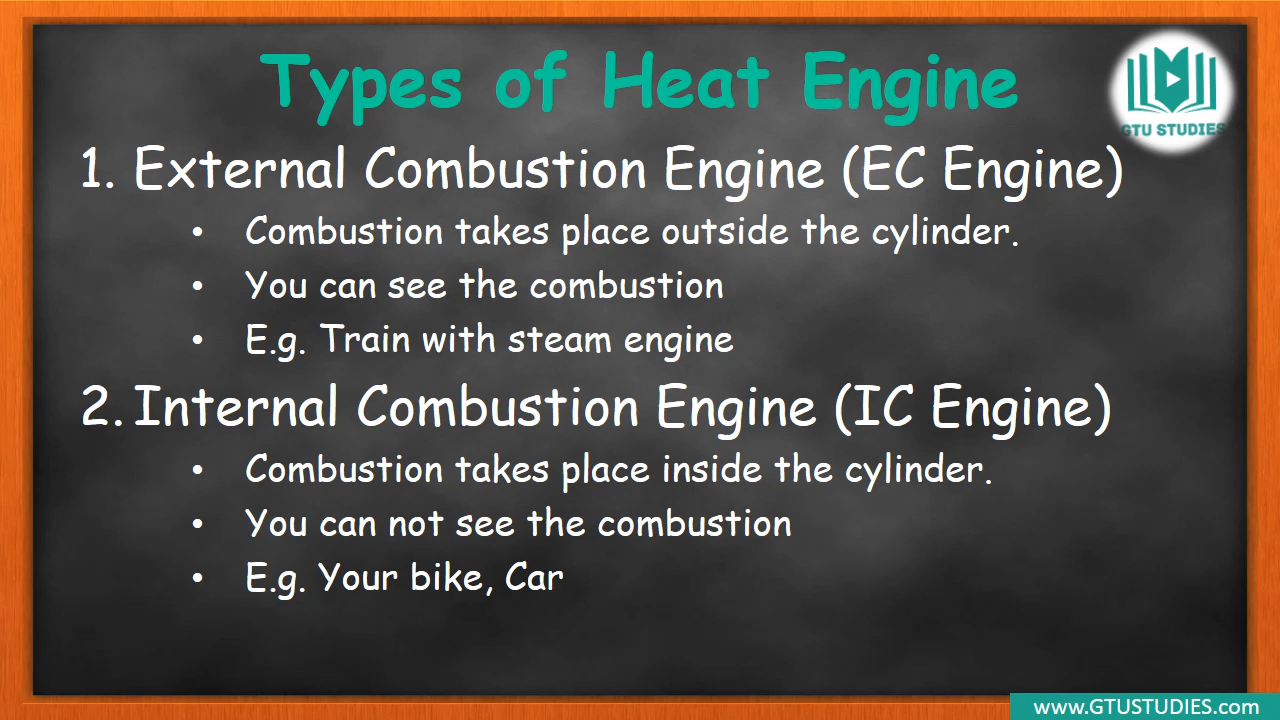 Types of Heat Engine
GTU STUDIES
1. External Combustion Engine (EC Engine)
• Combustion takes place outside the cylinder.
• You can see the combustion
• E.g. Train with steam engine
2. Internal Combustion Engine (IC Engine)
• Combustion takes place inside the cylinder.
• You can not see the combustion
• E.g. Your bike, Car
www.GTUSTUDIES.com